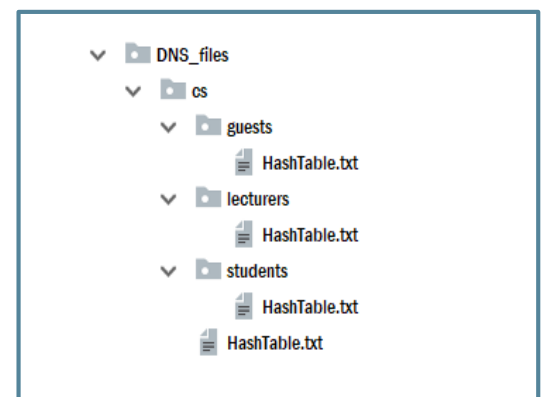 DNS_files
cs
guests
HashTable.txt
lecturers
HashTable.txt
students
HashTable.txt
HashTable.txt